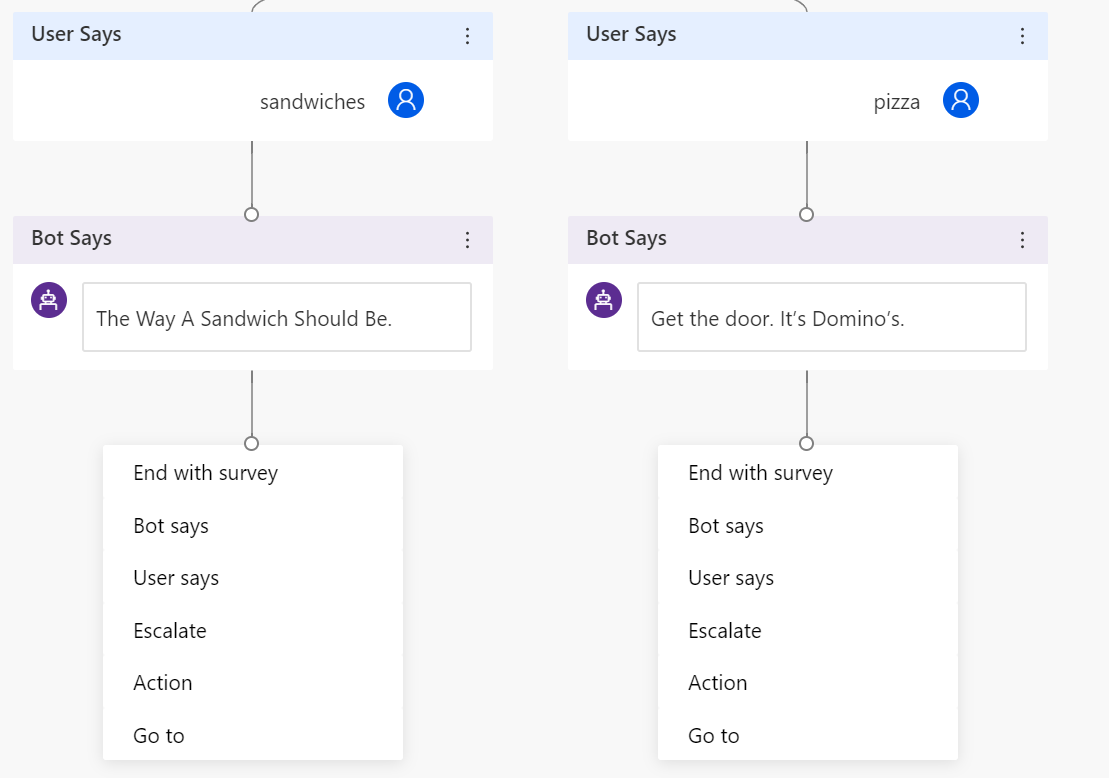 User Says
sandwiches
Bot Says
The Way A Sandwich Should Be.
End with survey
Bot says
User says
Escalate
Action
Go to
User Says
pizza
Bot Says
Get the door. It’s Domino’s.
End with survey
Bot says
User says
Escalate
Action
Go to